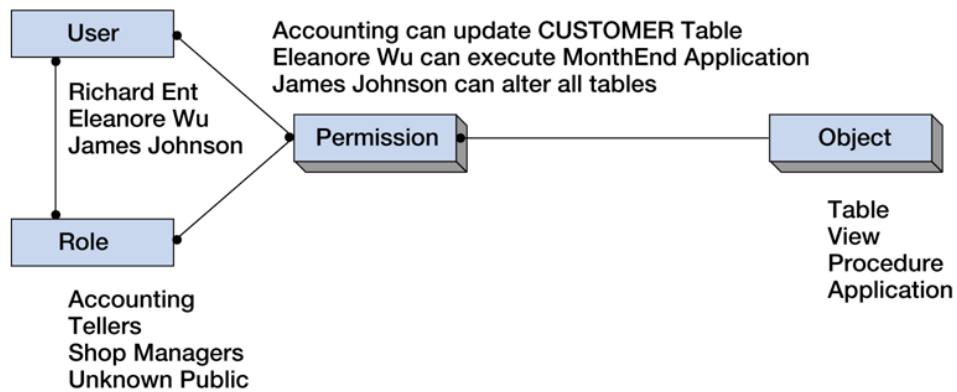 User
Accounting can update CUSTOMER Table
Eleanore Wu can execute MonthEnd Application
James Johnson can alter all tables
Richard Ent
Eleanore Wu
James Johnson
Permission
Object
Role
Table
View
Procedure
Application
Accounting
Tellers
Shop Managers
Unknown Public